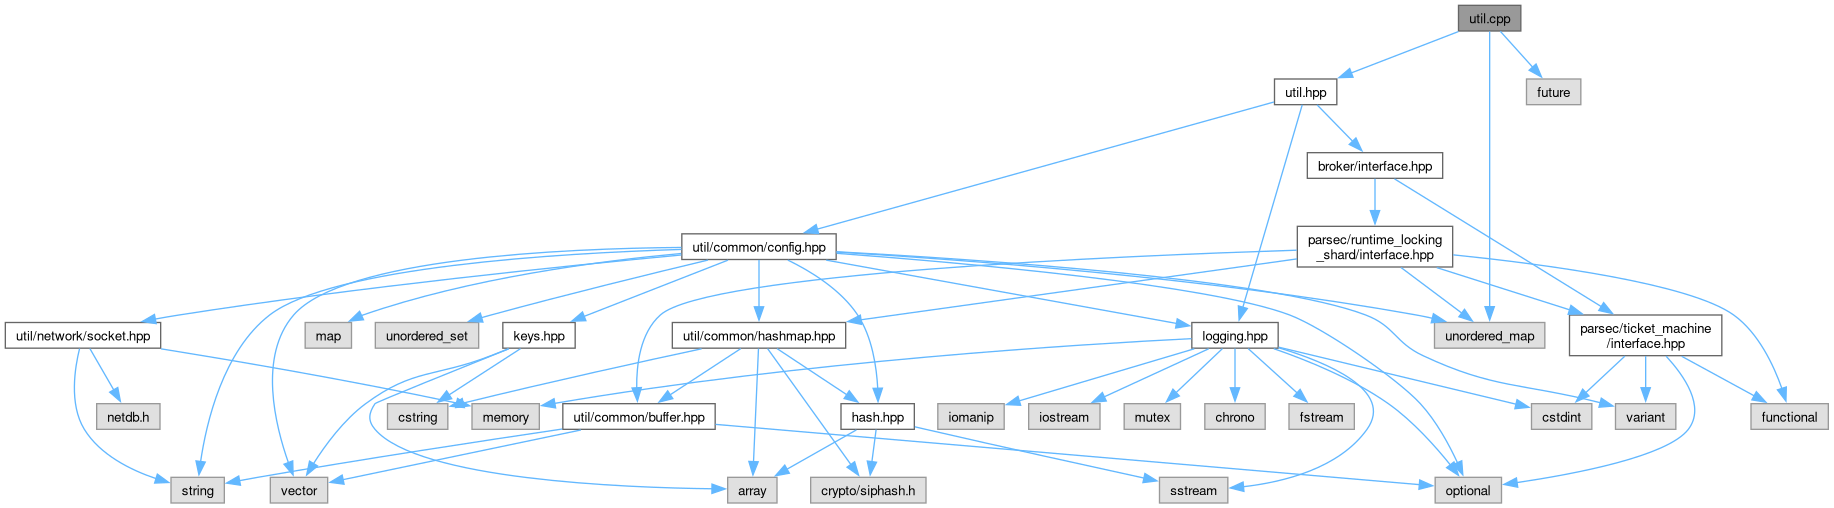 util.cpp
util.hpp
future
broker/interface.hpp
util/common/config.hpp
parsec/runtime_locking
_shard/interface.hpp
util/network/socket.hpp
map
unordered_set
keys.hpp
util/common/hashmap.hpp
logging.hpp
unordered_map
parsec/ticket_machine
/interface.hpp
netdb.h
cstring
memory
util/common/buffer.hpp
hash.hpp
iomanip
iostream
mutex
chrono
fstream
cstdint
variant
functional
string
vector
array
crypto/siphash.h
sstream
optional